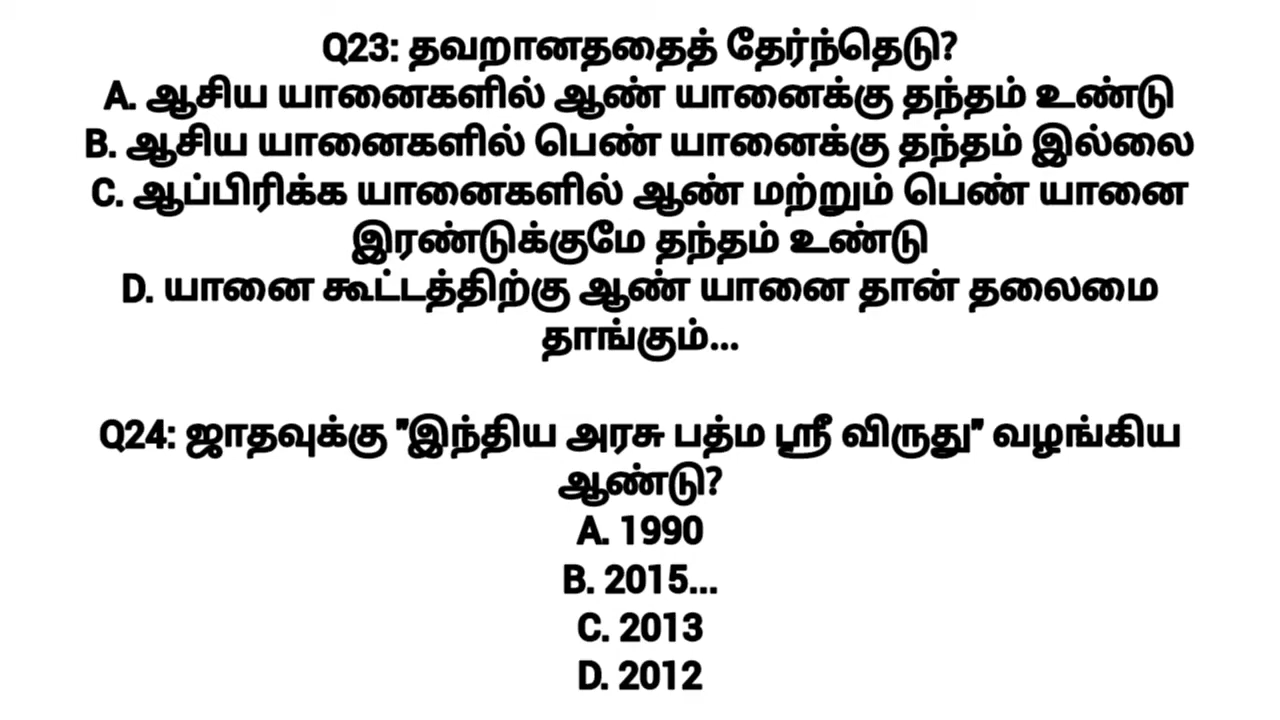 Q23: தவறானததைத் தேர்ந்தெடு?
A. ஆசிய யானைகளில் ஆண் யானைக்கு தந்தம் உண்டு
B. ஆசிய யானைகளில் பெண் யானைக்கு தந்தம் இல்லை
C. ஆப்பிரிக்க யானைகளில் ஆண் மற்றும் பெண் யானை
இரண்டுக்குமே தந்தம் உண்டு
D. யானை கூட்டத்திற்கு ஆண் யானை தான் தலைமை
தாங்கும்...
Q24: ஜாதவுக்கு "இந்திய அரசு பத்ம ஸ்ரீ விருது" வழங்கிய
ஆண்டு?
A. 1990
B. 2015...
C. 2013
D. 2012